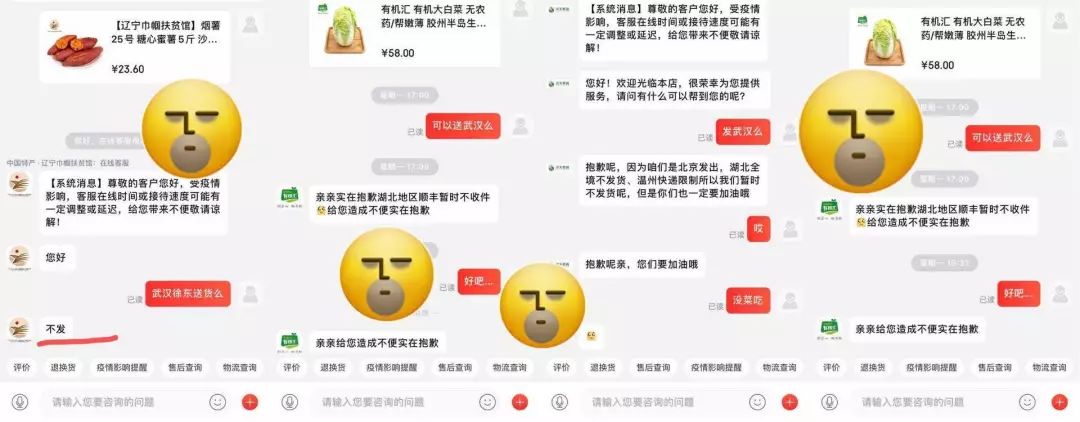 【辽宁巾帼扶贫馆】烟薯
25号 糖心蜜薯5斤 沙...
¥23.60
您好，在线客服
中国特产·辽宁巾帼扶贫馆：在线客服
【系统消息】尊敬的客户您好，受疫情
影响，客服在线时间或接待速度可能有
一定调整或延迟，给您带来不便敬请谅
解！
您好
已读
武汉徐东送货么
不发
评价
退换货
疫情影响提醒
售后查询
物流查询
请输入您要咨询的问题
有机汇 有机大白菜 无农
药/帮嫩薄 胶州半岛生...
¥58.00
星期一 17:00
已读
可以送武汉么
星期一 17:09
有机汇
亲亲实在抱歉湖北地区顺丰暂时不收件
给您造成不便实在抱歉
已读
好吧...
有机汇
亲亲给您造成不便实在抱歉
评价
退换货
疫情影响提醒
售后查询
物流查询
请输入您要咨询的问题
【系统消息】尊敬的客户您好，受疫情
影响，客服在线时间或接待速度可能有
一定调整或延迟，给您带来不便敬请谅
解！
您好！欢迎光临本店，很荣幸为您提供
服务，请问有什么可以帮到您的呢？
已读
发武汉么
抱歉呢，因为咱们是北京发出，湖北全
境不发货、温州快递限制所以我们暂时
不发货呢，但是你们也一定要加油哦
已读
哎
抱歉呢亲，您们要加油哦
已读
没菜吃
评价
退换货
疫情影响提醒
售后查询
物流查询
请输入您要咨询的问题
有机汇 有机大白菜 无农
药/帮嫩薄 胶州半岛生...
¥58.00
星期一 17:00
已读
可以送武汉么
有机汇
亲亲实在抱歉湖北地区顺丰暂时不收件
给您造成不便实在抱歉
已读
好吧...
有机汇
亲亲给您造成不便实在抱歉
评价
退换货
疫情影响提醒
售后查询
物流查询
请输入您要咨询的问题